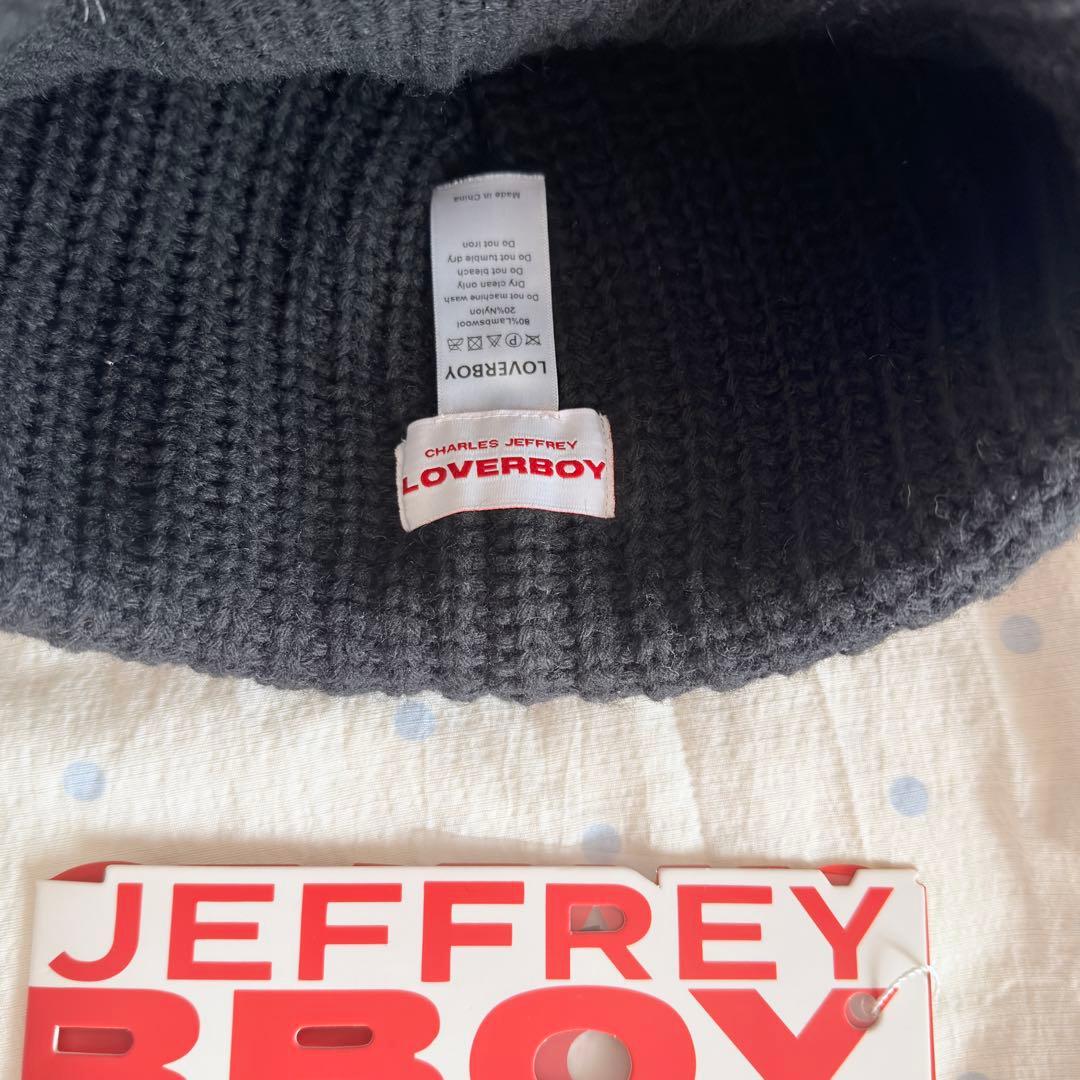 Made in China
Do not iron
Do not tumble dry
Do not bleach
Dry clean only
Do not machine wash
20%Nylon
80%Lambswool
LOVERBOY
CHARLES JEFFREY
LOVERBOY
JEFFREY
RBOY